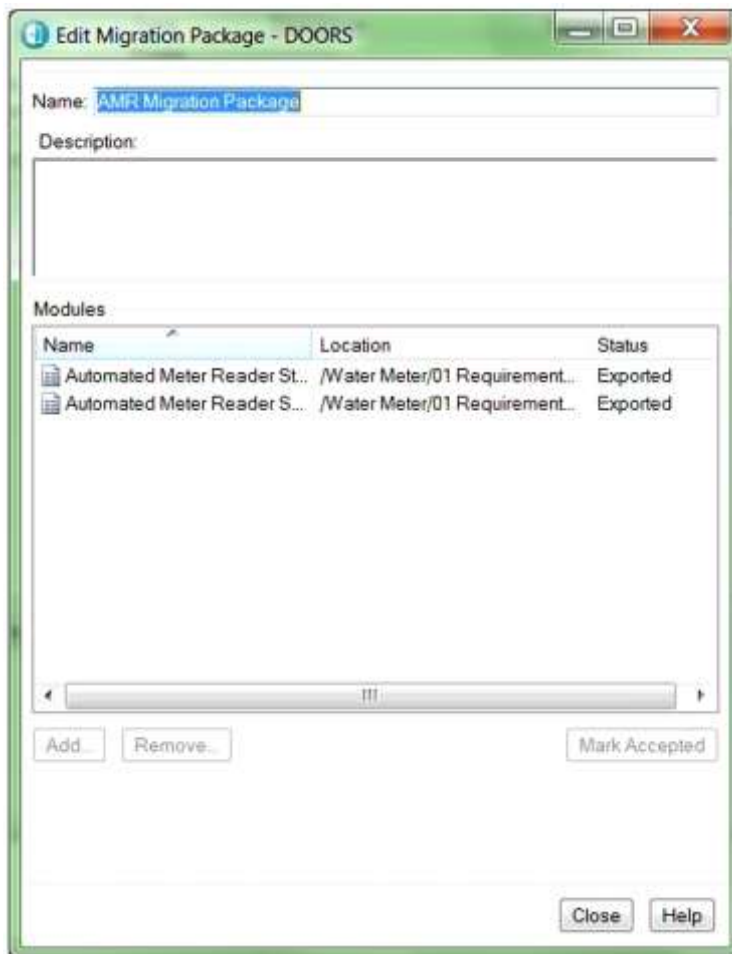 Edit Migration Package - DOORS
Name: AMR Migration Package
Description:
Modules
Name Location Status
Automated Meter Reader St... /Water Meter/01 Requirement... Exported
Automated Meter Reader S... /Water Meter/01 Requirement... Exported
Add... Remove... Mark Accepted
Close Help